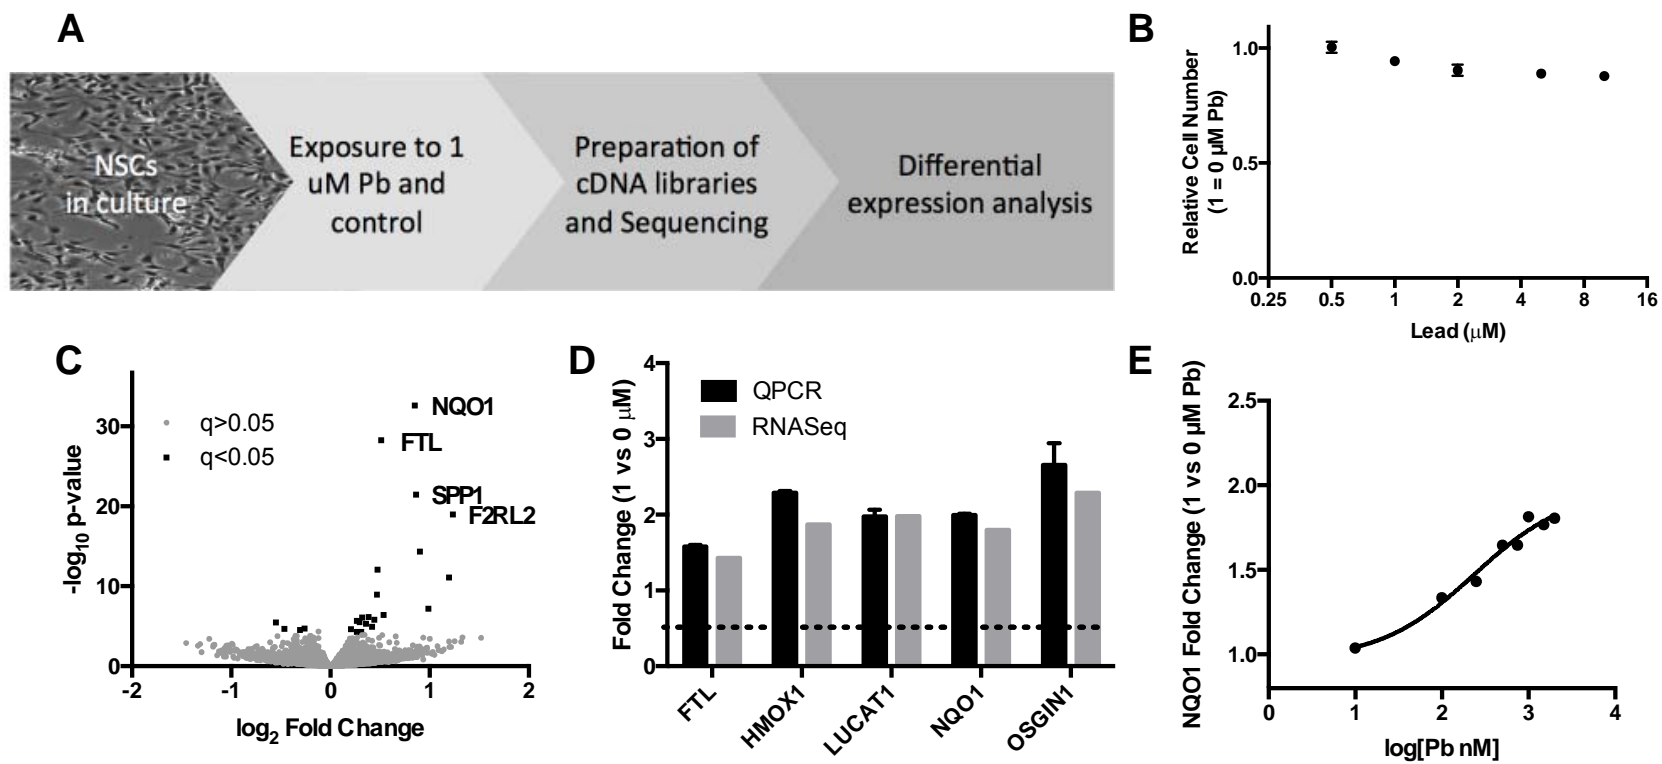 A
NSCs
in culture
Exposure to 1
uM Pb and
control
Preparation of
cDNA libraries
and Sequencing
Differential
expression analysis
B
Relative Cell Number
(1 = 0 µM Pb)
1.0
0.5
0.0
0.25 0.5 1 2 4 8 16
Lead (µM)
C
-log10 p-value
30
20
10
0
q>0.05
q<0.05
NQO1
FTL
SPP1
F2RL2
-2 -1 0 1 2
log2 Fold Change
D
Fold Change (1 vs 0 µM)
4
3
2
1
0
QPCR
RNASeq
FTL
HMOX1
LUCAT1
NQO1
OSGIN1
E
NQO1 Fold Change (1 vs 0 µM Pb)
2.5
2.0
1.5
1.0
0 1 2 3 4
log[Pb nM]